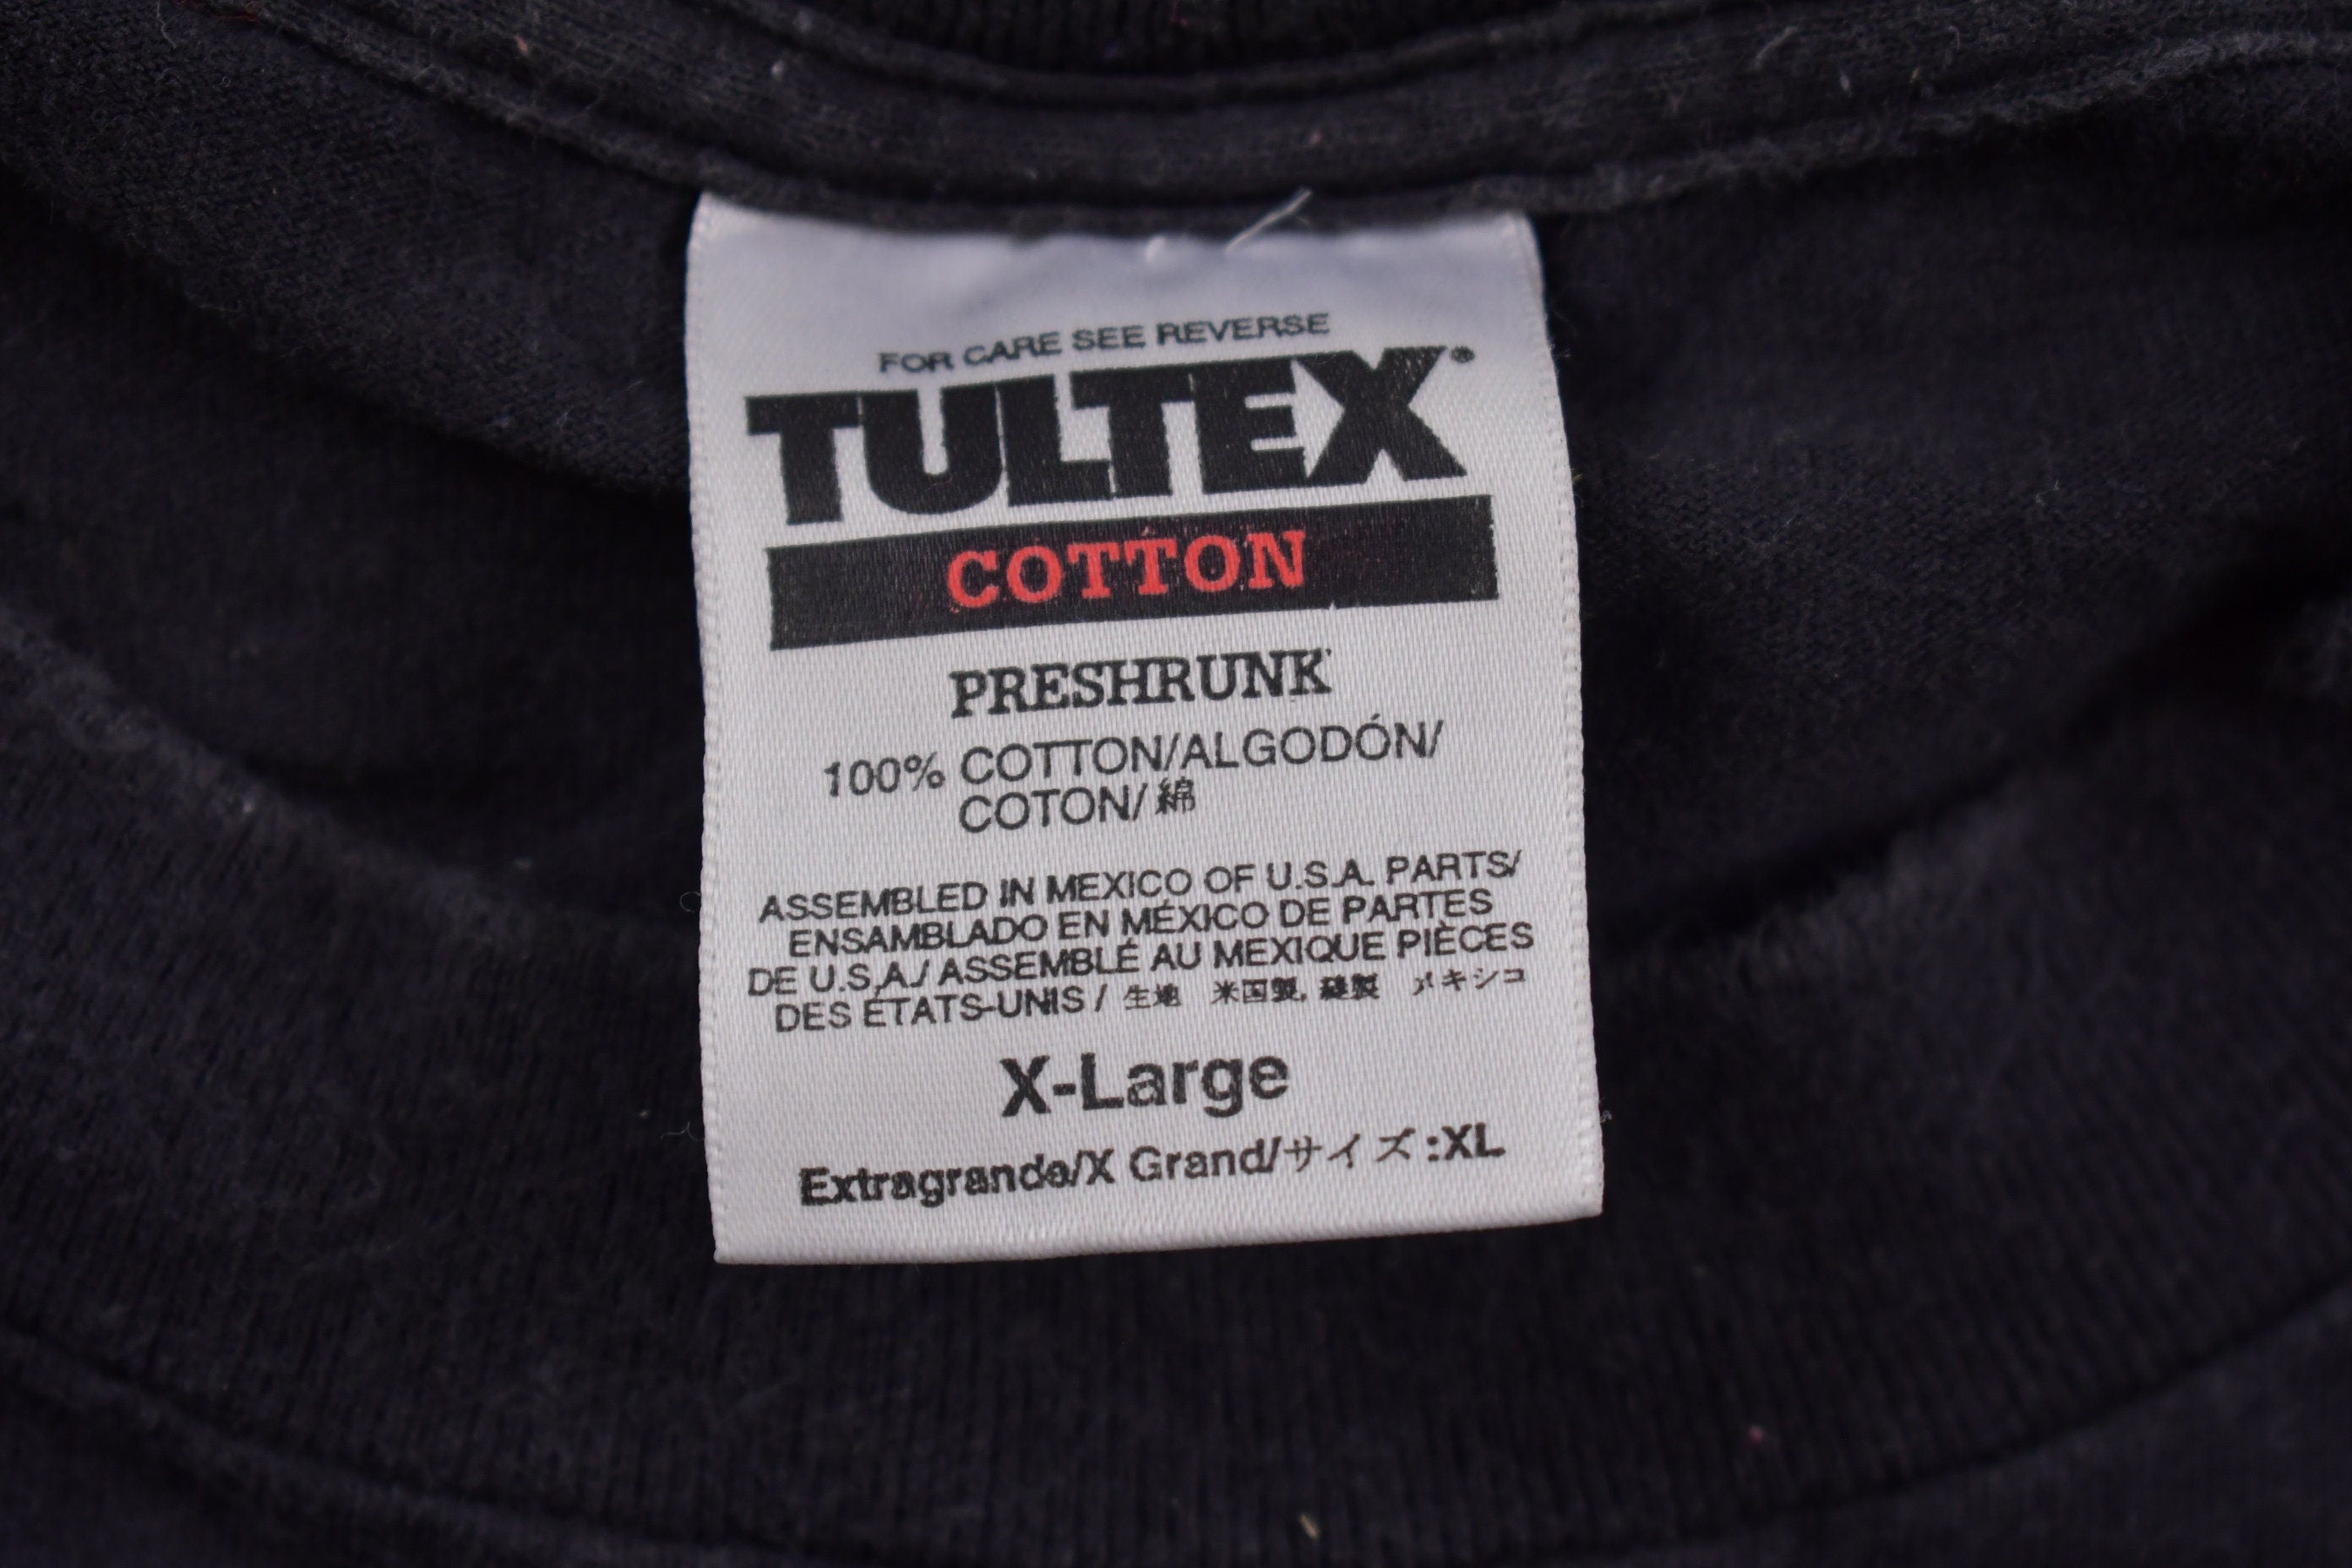 FOR CARE SEE REVERSE
TULTEX®
COTTON
PRESHRUNK
100% COTTON/ALGODÓN/
COTON/綿
ASSEMBLED IN MEXICO OF U.S.A. PARTS/
ENSAMBLADO EN MÉXICO DE PARTES
DE U.S.A./ASSEMBLÉ AU MEXIQUE PIÈCES
DES ÉTATS-UNIS / 生地 米国製, 縫製 メキシコ
X-Large
Extragrande/X Grand/サイズ:XL